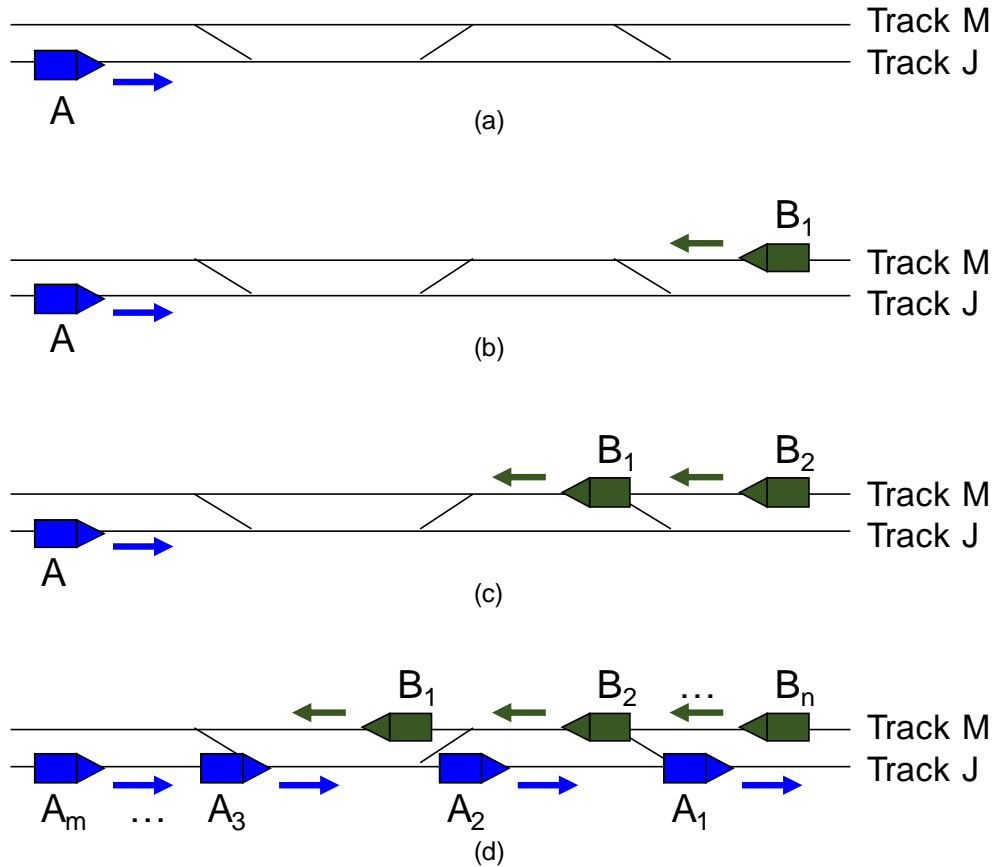 Track M
Track J
A
(a)
B₁
Track M
Track J
A
(b)
B₁ B₂
Track M
Track J
A
(c)
B₁ B₂ … Bₙ
Track M
Track J
Aₘ … A₃ A₂ A₁
(d)